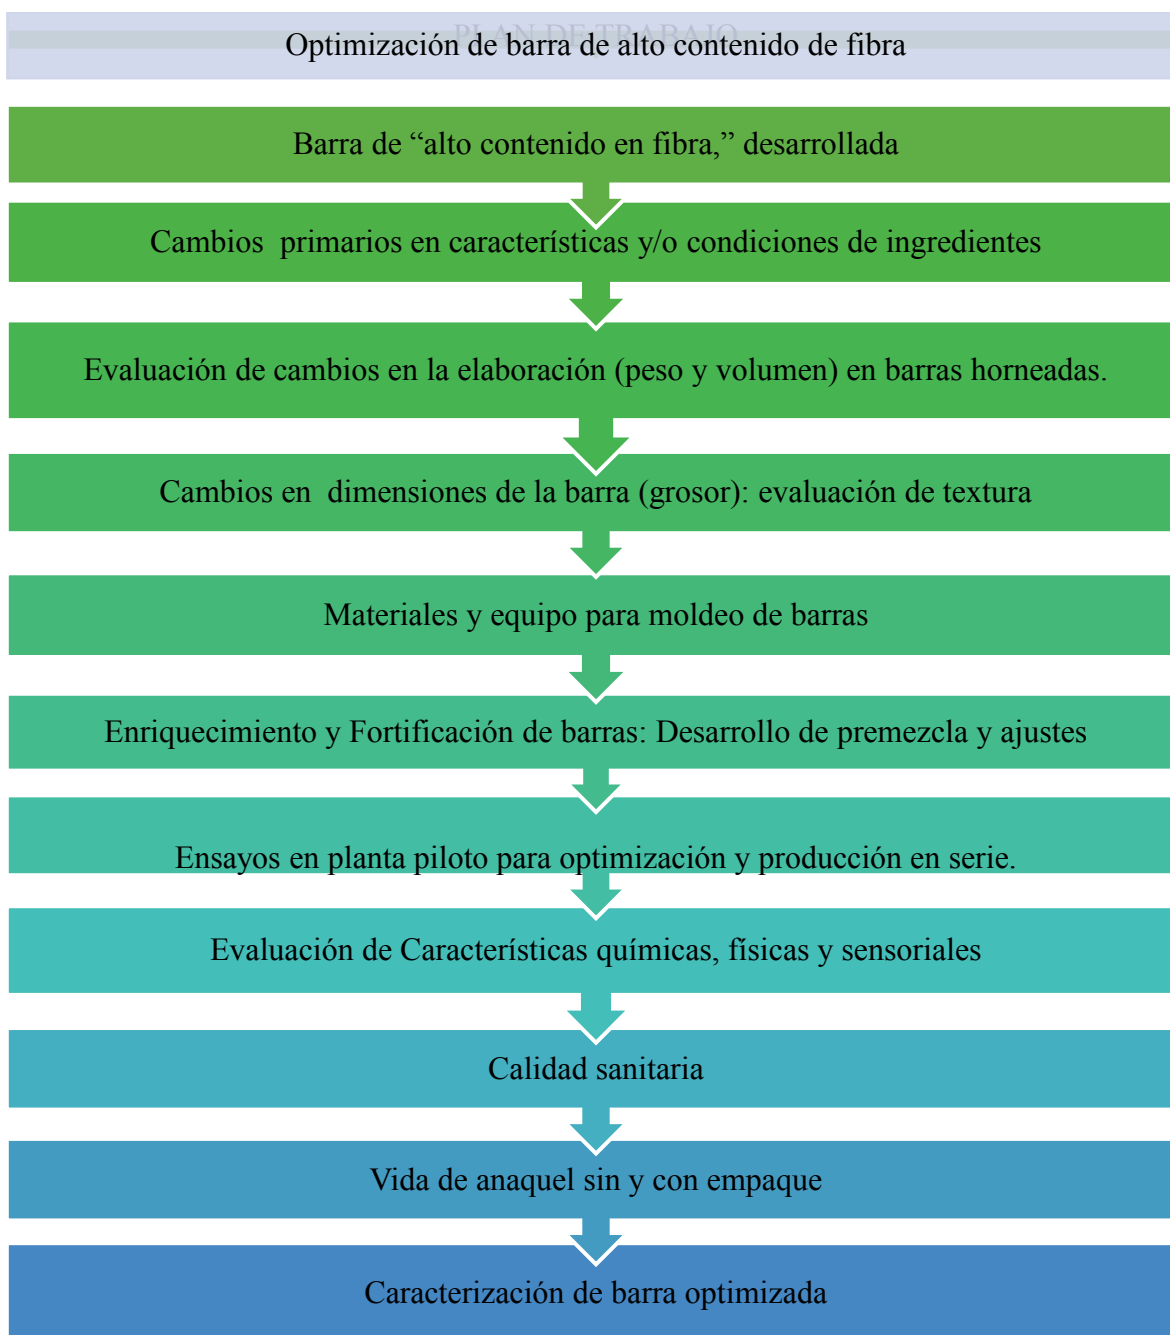 PLAN DE TRABAJO
Optimización de barra de alto contenido de fibra
Barra de “alto contenido en fibra,” desarrollada
Cambios  primarios en características y/o condiciones de ingredientes
Evaluación de cambios en la elaboración (peso y volumen) en barras horneadas.
Cambios en  dimensiones de la barra (grosor): evaluación de textura
Materiales y equipo para moldeo de barras
Enriquecimiento y Fortificación de barras: Desarrollo de premezcla y ajustes
Ensayos en planta piloto para optimización y producción en serie.
Evaluación de Características químicas, físicas y sensoriales
Calidad sanitaria
Vida de anaquel sin y con empaque
Caracterización de barra optimizada